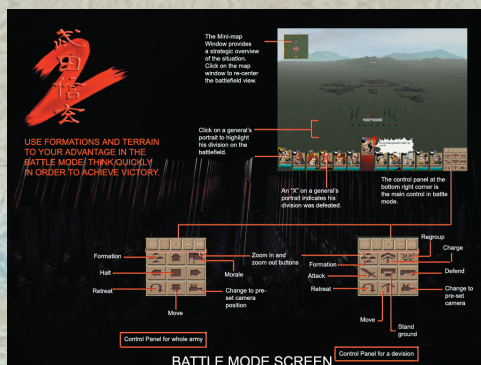 武田信玄
2
USE FORMATIONS AND TERRAIN
TO YOUR ADVANTAGE IN THE
BATTLE MODE, THINK QUICKLY
IN ORDER TO ACHIEVE VICTORY.
The Mini-map
Window provides
a strategic overview
of the situation.
Click on the map
window to re-center
the battlefield view.
Click on a general's
portrait to highlight
his division on the
battlefield.
An "X" on a general's
portrait indicates his
division was defeated.
The control panel at the
bottom right corner is
the main control in battle
mode.
Formation
Halt
Retreat
Move
Zoom in and
zoom out buttons
Morale
Change to pre-
set camera
position
Control Panel for whole army
Regroup
Charge
Formation
Attack
Defend
Retreat
Change to
pre-set
camera
Move
Stand
ground
Control Panel for a devision
BATTLE MODE SCREEN